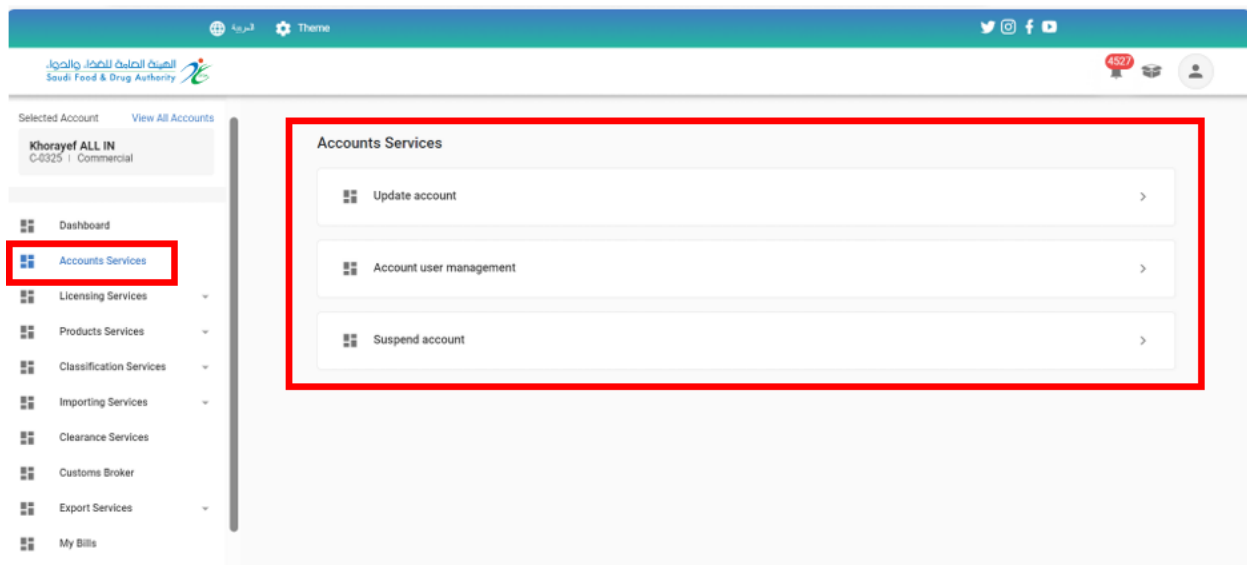 العربية
Theme
الهيئة العامة للغذاء والدواء
Saudi Food & Drug Authority
4527
Selected Account View All Accounts
Khorayef ALL IN
C-0325 | Commercial
Dashboard
Accounts Services
Licensing Services
Products Services
Classification Services
Importing Services
Clearance Services
Customs Broker
Export Services
My Bills
Accounts Services
Update account
Account user management
Suspend account